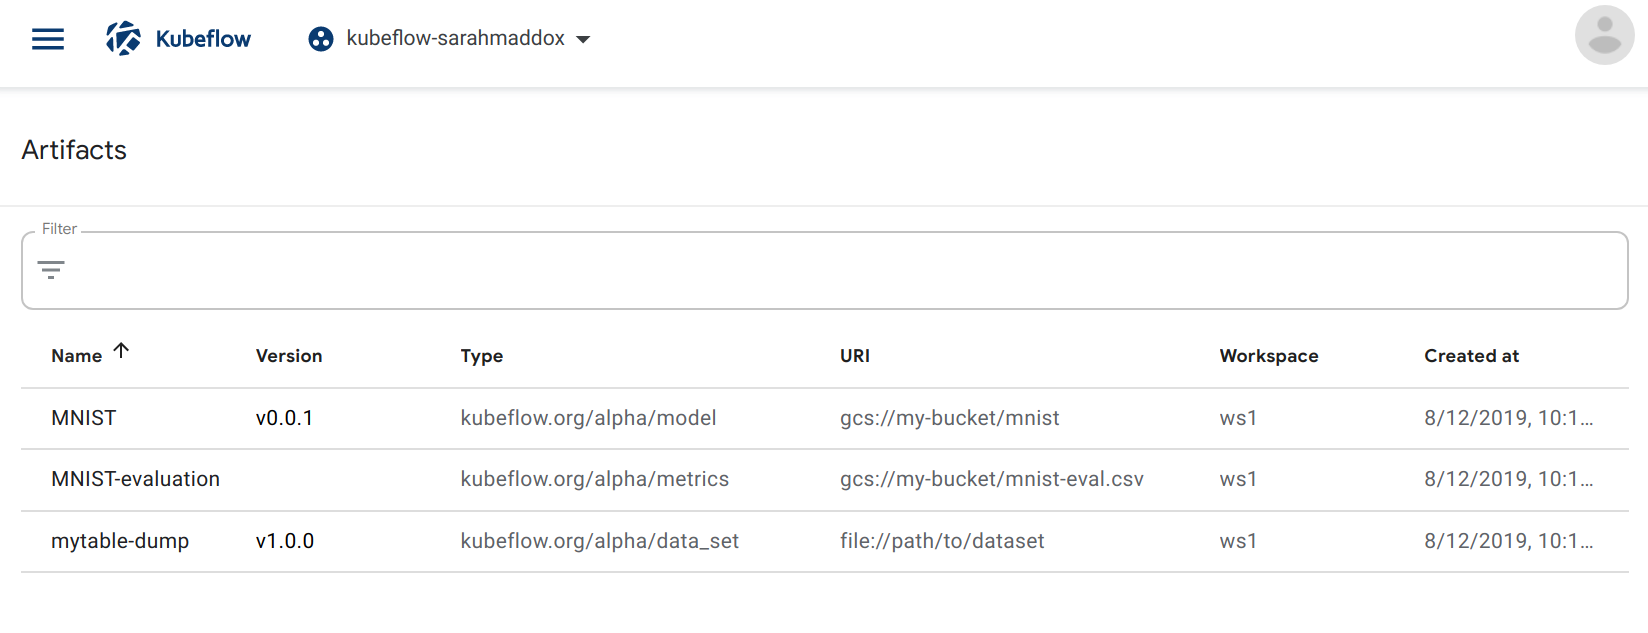 Kubeflow kubeflow-sarahmaddox
Artifacts
Filter
Name Version Type URI Workspace Created at
MNIST v0.0.1 kubeflow.org/alpha/model gcs://my-bucket/mnist ws1 8/12/2019, 10:1...
MNIST-evaluation kubeflow.org/alpha/metrics gcs://my-bucket/mnist-eval.csv ws1 8/12/2019, 10:1...
mytable-dump v1.0.0 kubeflow.org/alpha/data_set file://path/to/dataset ws1 8/12/2019, 10:1...